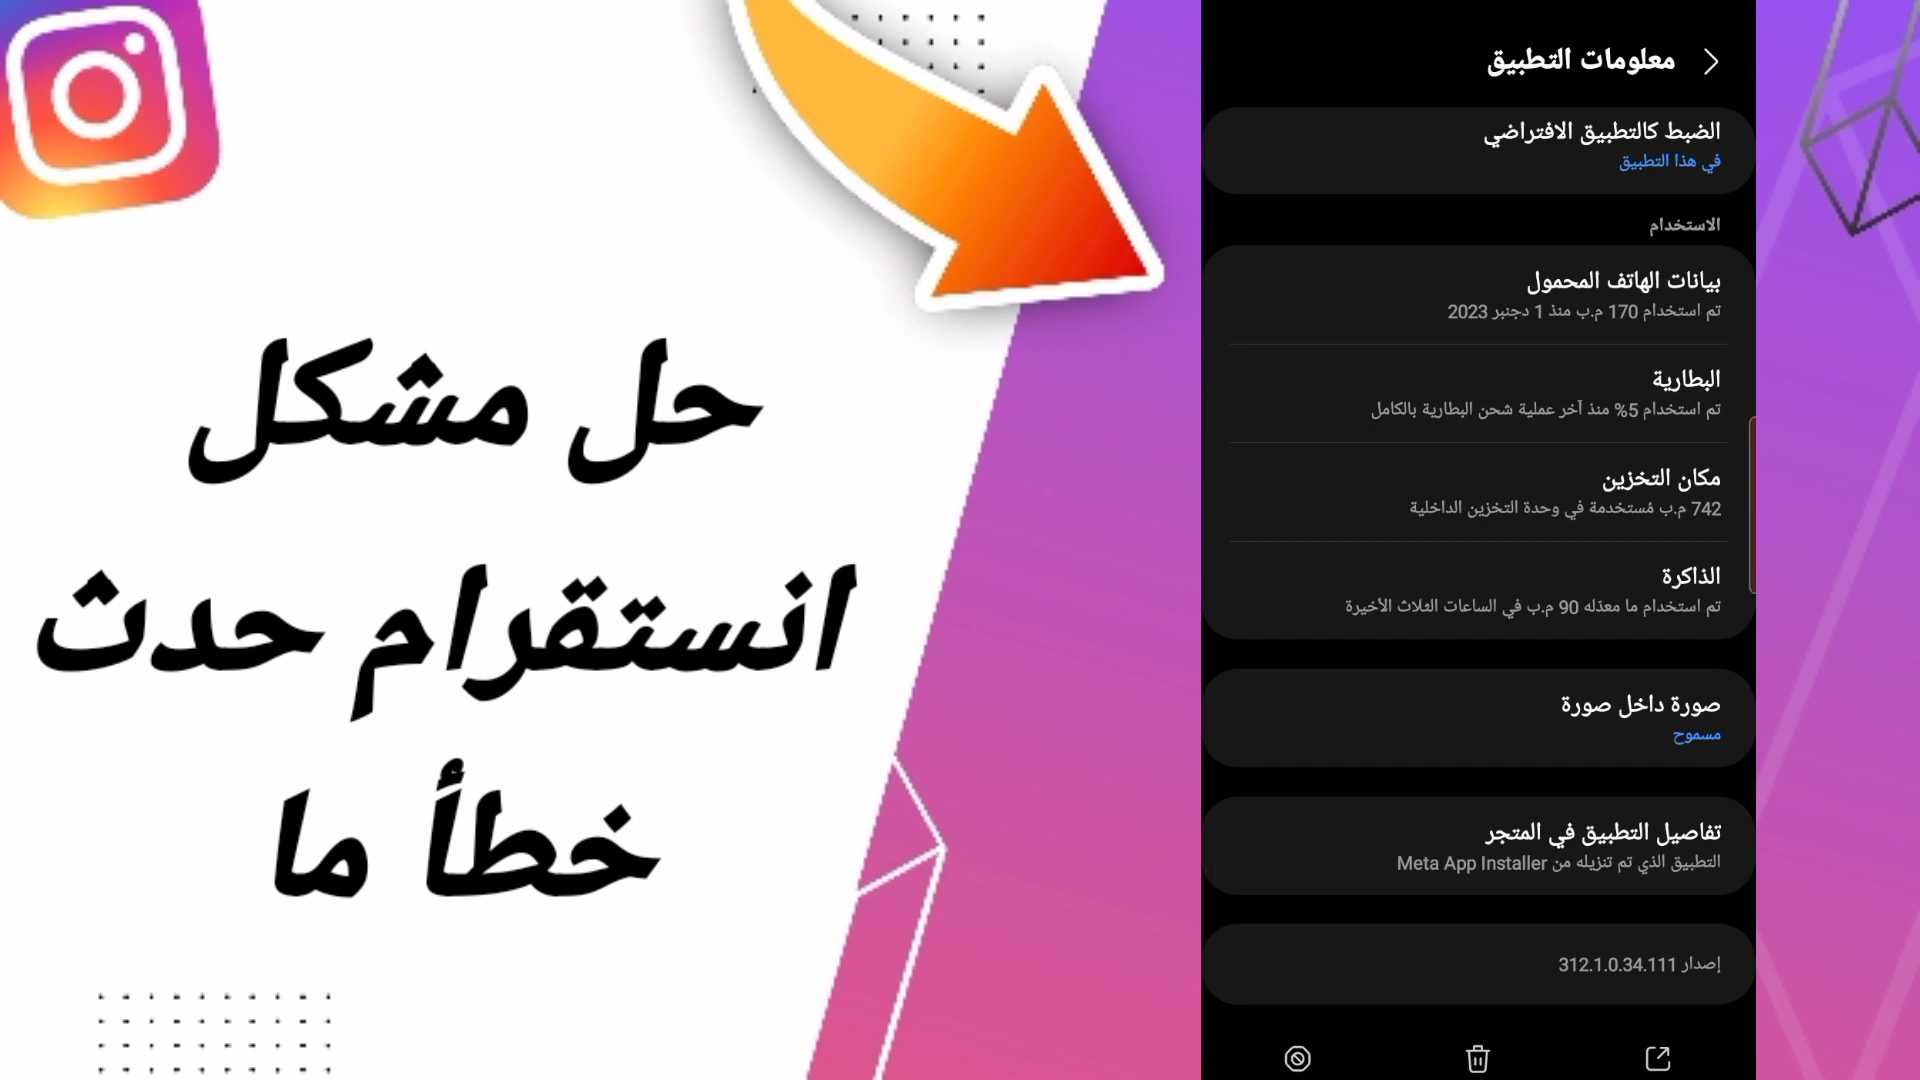 حل مشكل
انستقرام حدث
خطأ ما
معلومات التطبيق
الضبط كالتطبيق الافتراضي
في هذا التطبيق
الاستخدام
بيانات الهاتف المحمول
تم استخدام 170 م.ب منذ 1 دجنبر 2023
البطارية
تم استخدام 5% منذ آخر عملية شحن البطارية بالكامل
مكان التخزين
742 م.ب مُستخدمة في وحدة التخزين الداخلية
الذاكرة
تم استخدام ما معدّله 90 م.ب في الساعات الثلاث الأخيرة
صورة داخل صورة
مسموح
تفاصيل التطبيق في المتجر
التطبيق الذي تم تنزيله من Meta App Installer
إصدار 312.1.0.34.111